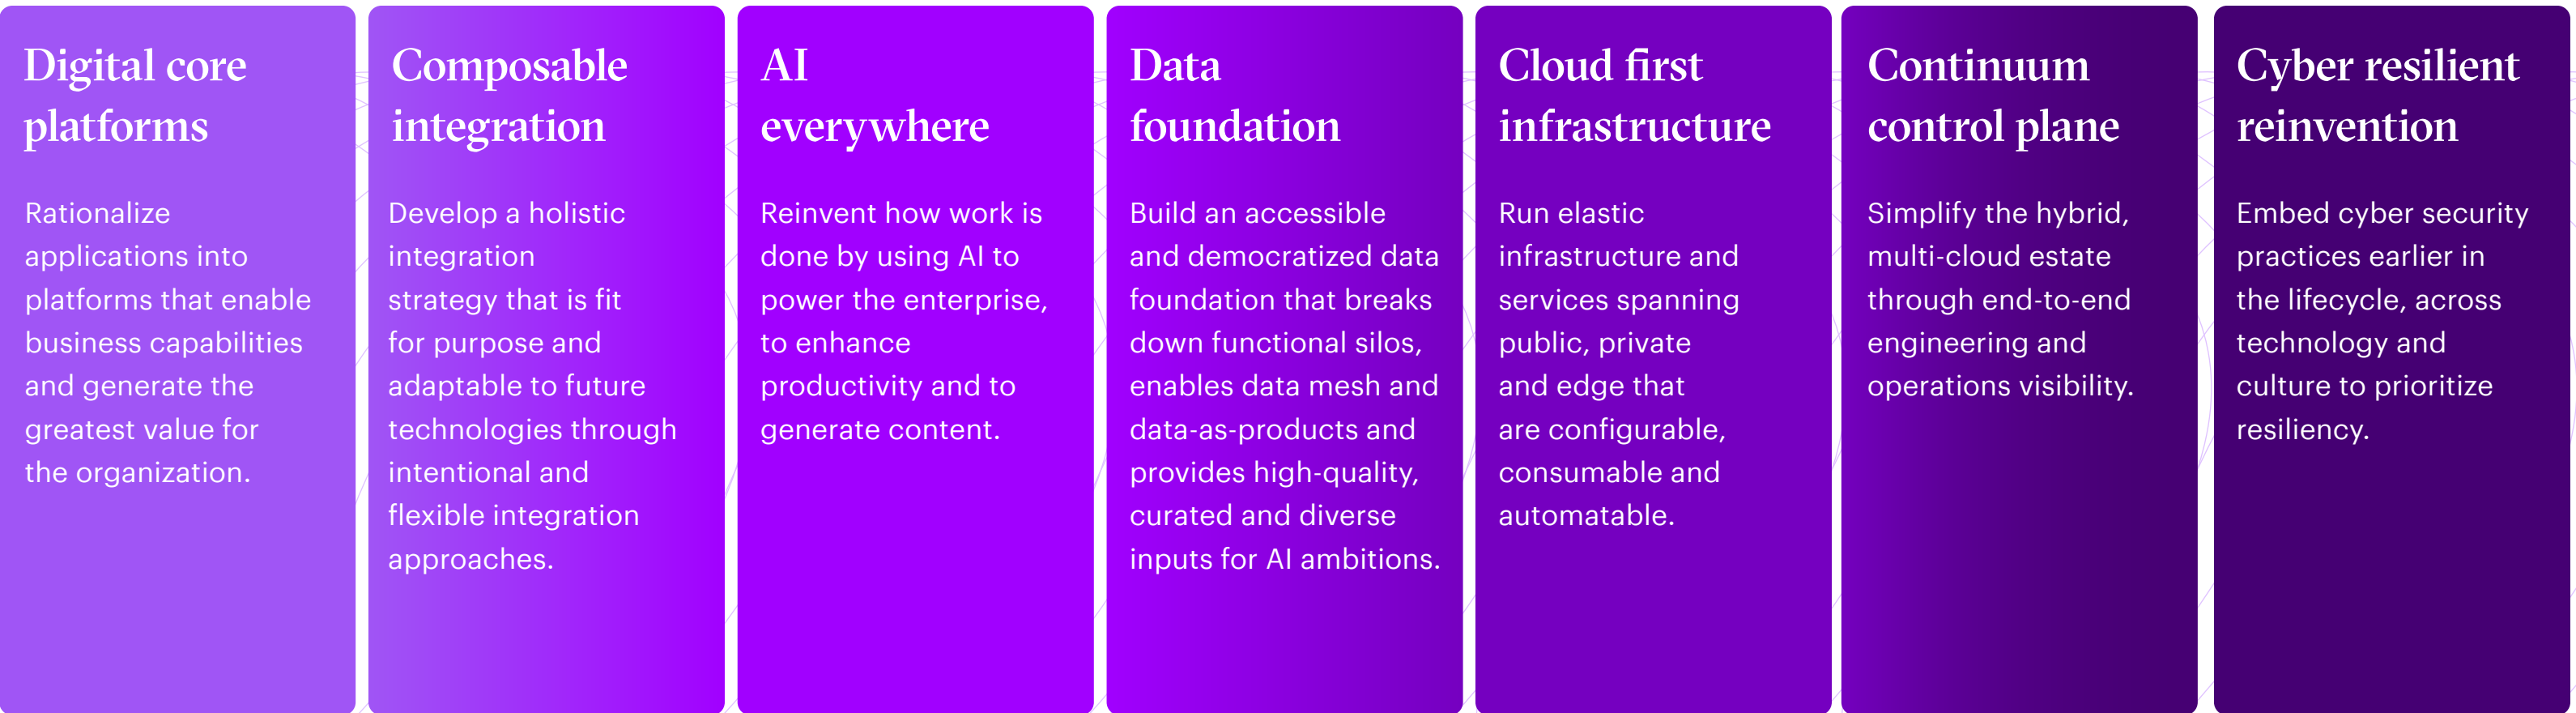 Digital core
platforms
Rationalize
applications into
platforms that enable
business capabilities
and generate the
greatest value for
the organization.
Composable
integration
Develop a holistic
integration
strategy that is fit
for purpose and
adaptable to future
technologies through
intentional and
flexible integration
approaches.
AI
everywhere
Reinvent how work is
done by using AI to
power the enterprise,
to enhance
productivity and to
generate content.
Data
foundation
Build an accessible
and democratized data
foundation that breaks
down functional silos,
enables data mesh and
data-as-products and
provides high-quality,
curated and diverse
inputs for AI ambitions.
Cloud first
infrastructure
Run elastic
infrastructure and
services spanning
public, private
and edge that
are configurable,
consumable and
automatable.
Continuum
control plane
Simplify the hybrid,
multi-cloud estate
through end-to-end
engineering and
operations visibility.
Cyber resilient
reinvention
Embed cyber security
practices earlier in
the lifecycle, across
technology and
culture to prioritize
resiliency.